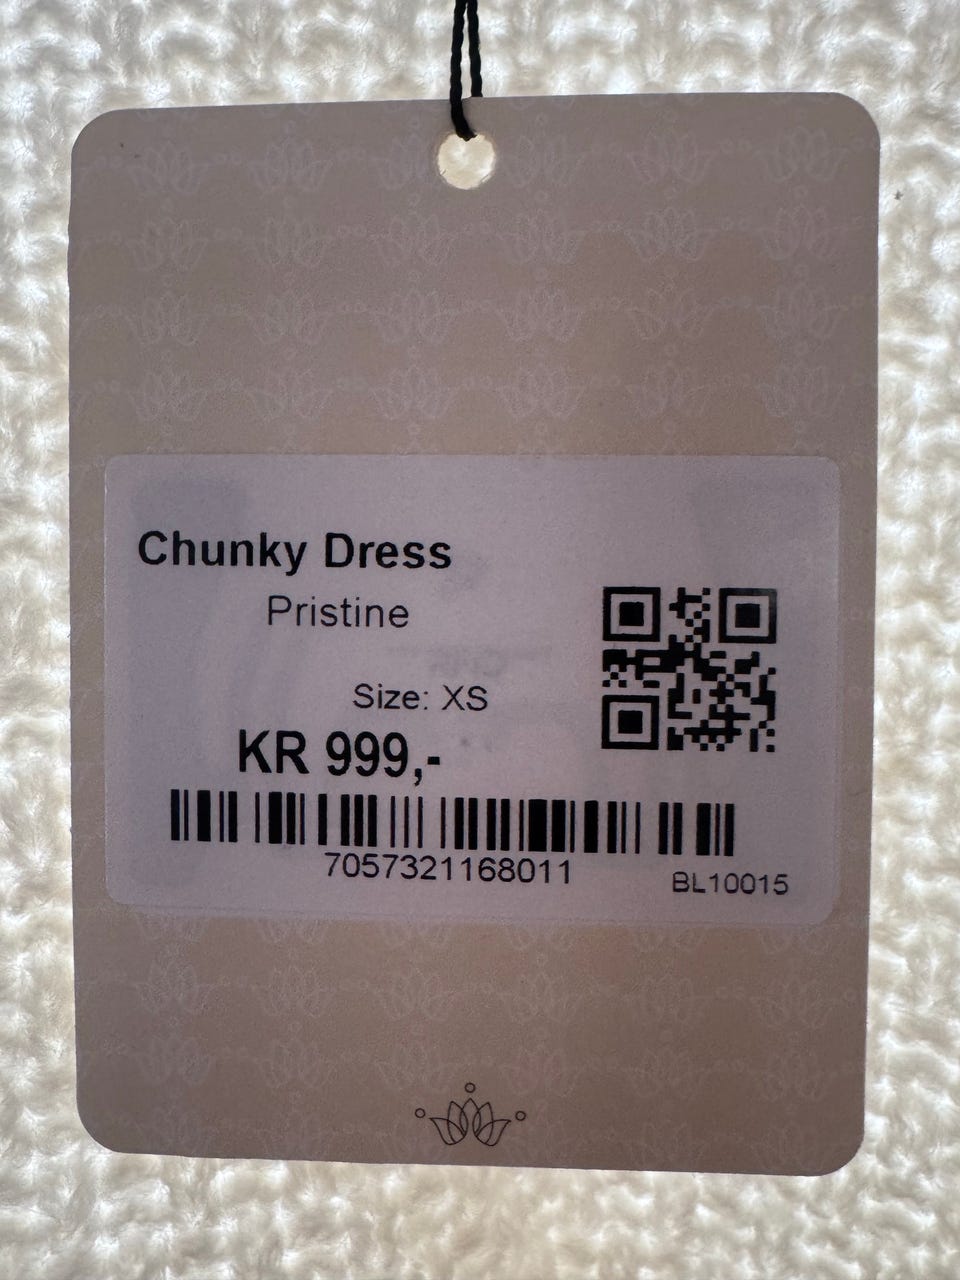 Chunky Dress
Pristine
Size: XS
KR 999,-
7057321168011
BL10015